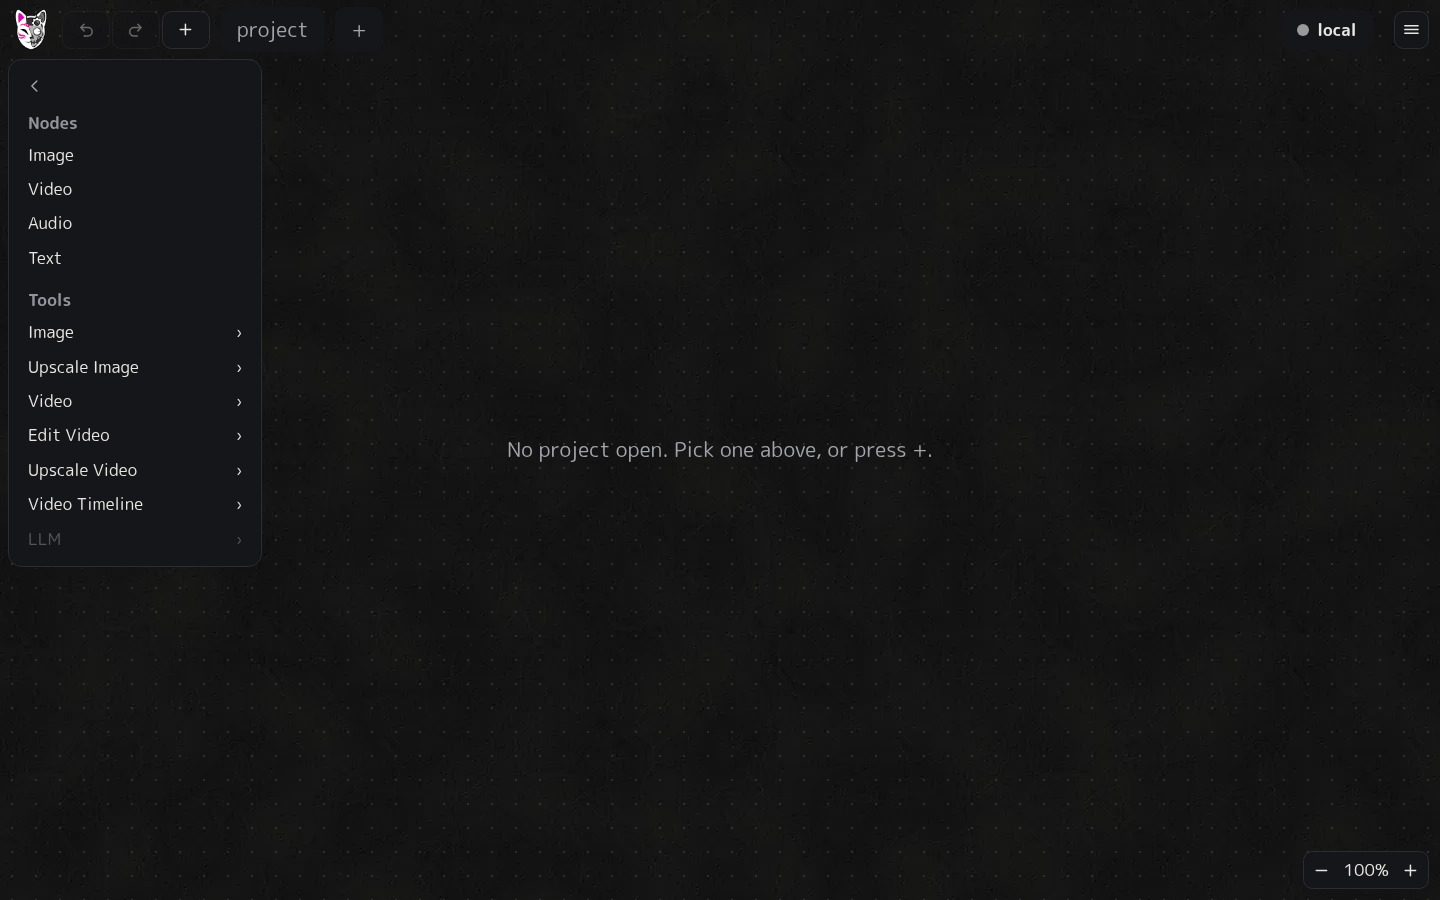 project
local
Nodes
Image
Video
Audio
Text
Tools
Image
Upscale Image
Video
Edit Video
Upscale Video
Video Timeline
LLM
No project open. Pick one above, or press +.
100%